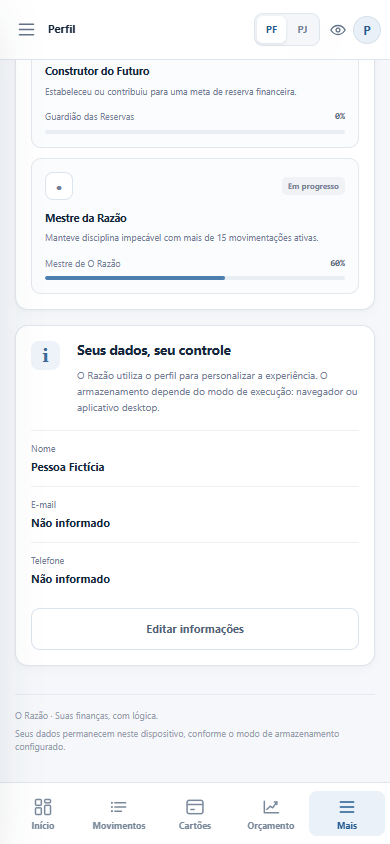 Perfil
PF
PJ
P
Construtor do Futuro
Estabeleceu ou contribuiu para uma meta de reserva financeira.
Guardião das Reservas
0%
Em progresso
Mestre da Razão
Manteve disciplina impecável com mais de 15 movimentações ativas.
Mestre de O Razão
60%
i
Seus dados, seu controle
O Razão utiliza o perfil para personalizar a experiência. O
armazenamento depende do modo de execução: navegador ou
aplicativo desktop.
Nome
Pessoa Fictícia
E-mail
Não informado
Telefone
Não informado
Editar informações
O Razão · Suas finanças, com lógica.
Seus dados permanecem neste dispositivo, conforme o modo de armazenamento
configurado.
Início
Movimentos
Cartões
Orçamento
Mais